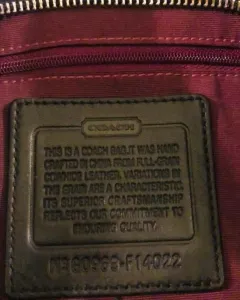 COACH
THIS IS A COACH BAG. IT WAS HAND
CRAFTED IN CHINA FROM FULL-GRAIN
COWHIDE LEATHER. VARIATIONS IN
THE GRAIN ARE A CHARACTERISTIC.
ITS SUPERIOR CRAFTSMANSHIP
REFLECTS OUR COMMITMENT TO
ENDURING QUALITY.
-F14022